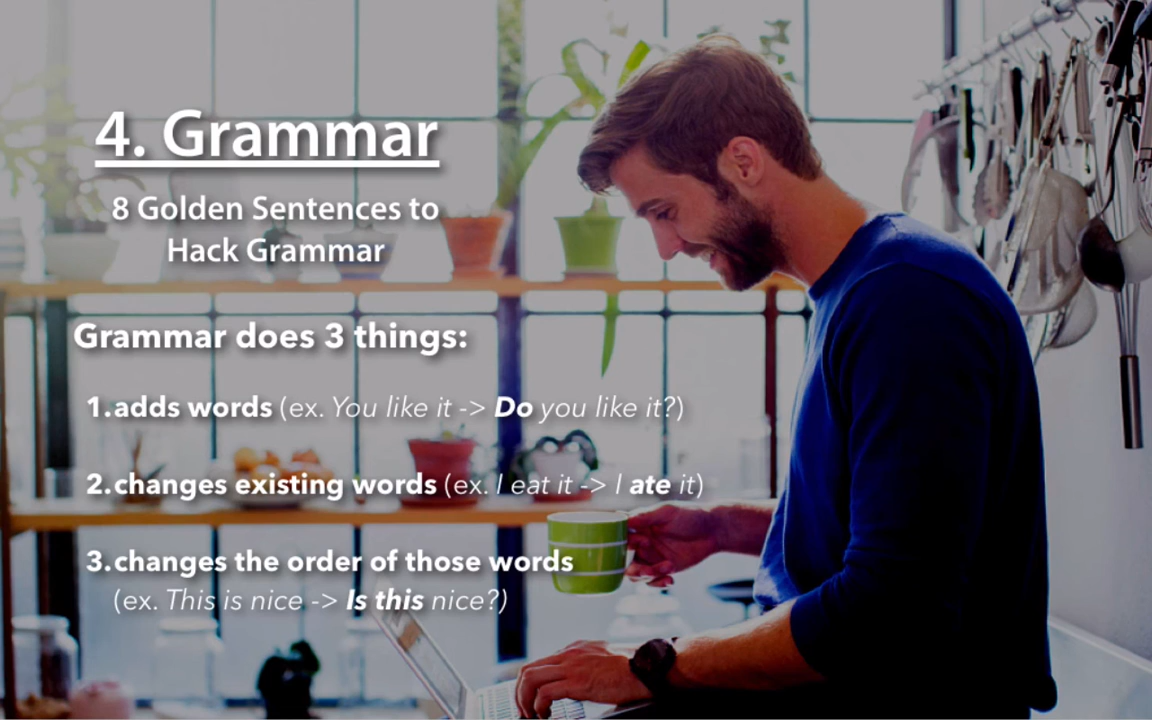 4. Grammar
8 Golden Sentences to
Hack Grammar
Grammar does 3 things:
1.adds words (ex. You like it -> Do you like it?)
2.changes existing words (ex. I eat it -> I ate it)
3.changes the order of those words
(ex. This is nice -> Is this nice?)